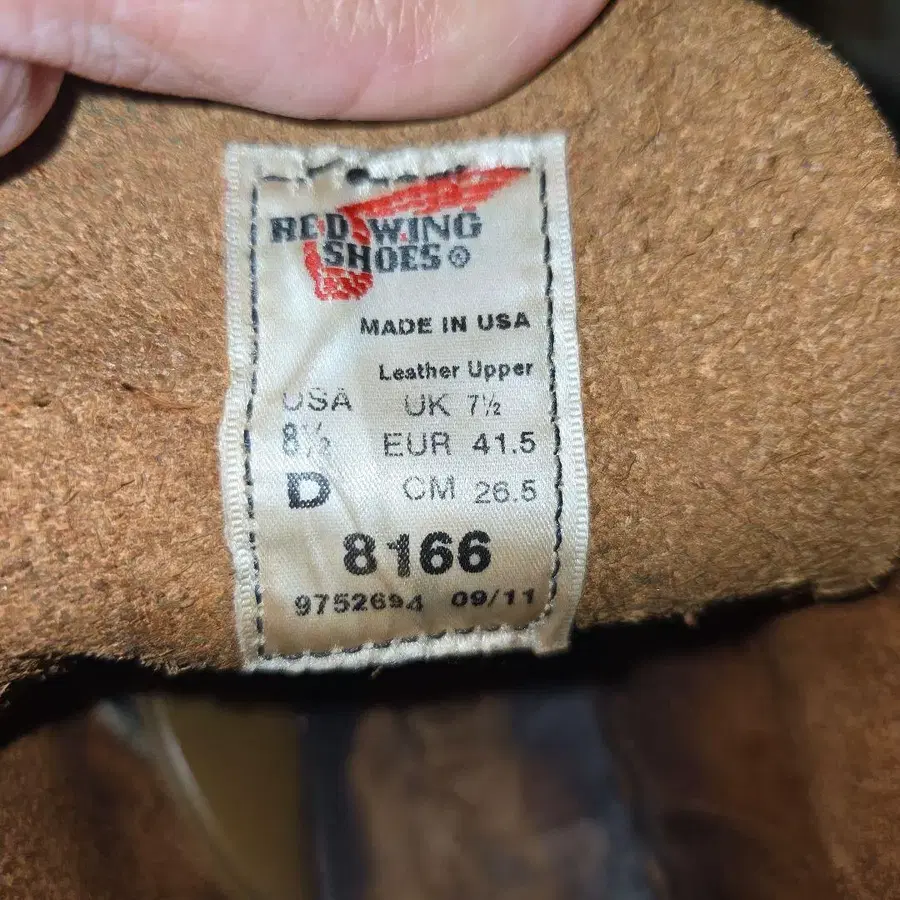 RED WING
SHOES®
MADE IN USA
Leather Upper
USA UK 7½
8½ EUR 41.5
D CM 26.5
8166
9752694 09/11